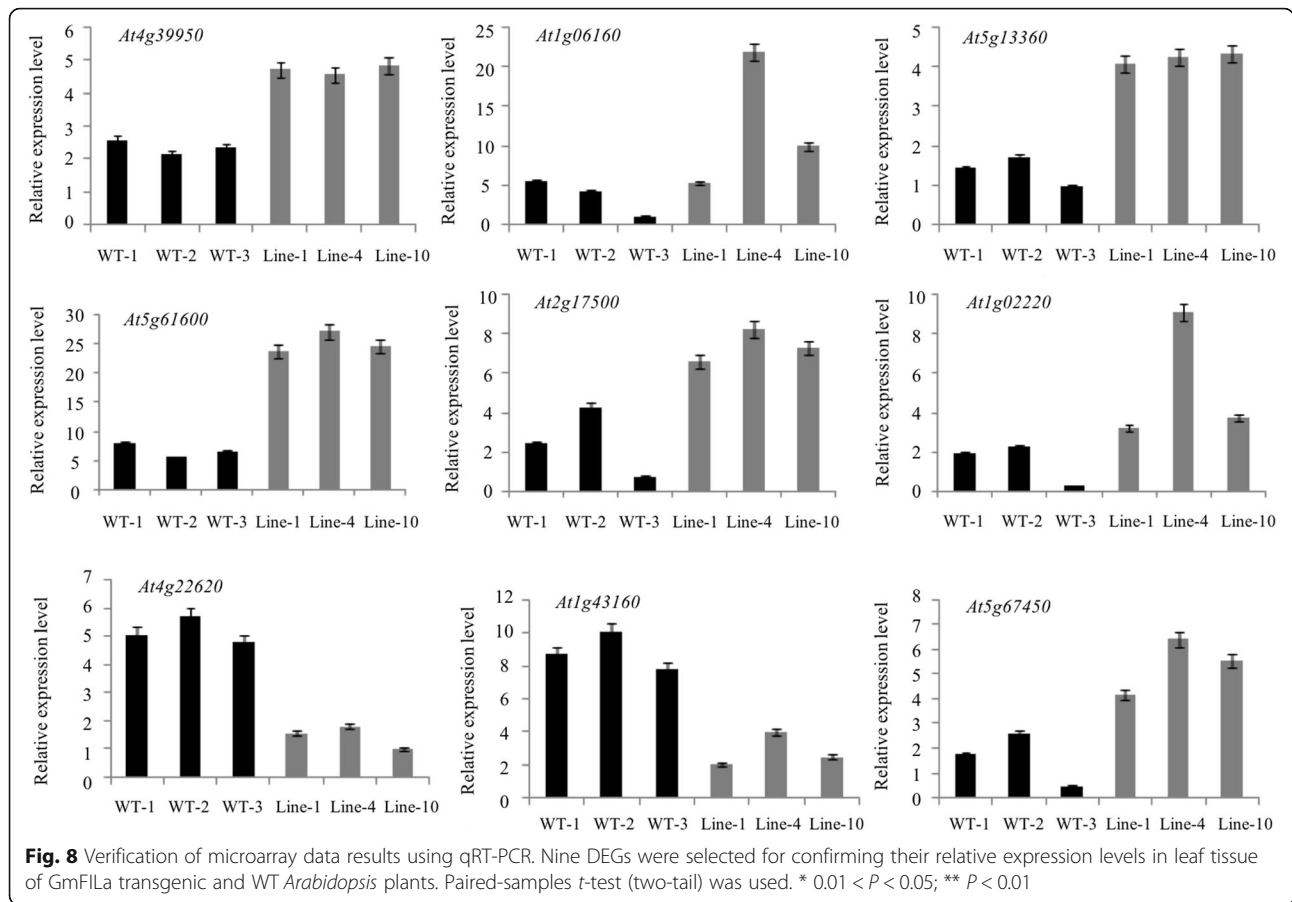 At4g39950
Relative expression level
6
5
4
3
2
1
0
WT-1 WT-2 WT-3 Line-1 Line-4 Line-10
At1g06160
Relative expression level
25
20
15
10
5
0
WT-1 WT-2 WT-3 Line-1 Line-4 Line-10
At5g13360
Relative expression level
5
4
3
2
1
0
WT-1 WT-2 WT-3 Line-1 Line-4 Line-10
At5g61600
Relative expression level
30
25
20
15
10
5
0
WT-1 WT-2 WT-3 Line-1 Line-4 Line-10
At2g17500
Relative expression level
10
8
6
4
2
0
WT-1 WT-2 WT-3 Line-1 Line-4 Line-10
At1g02220
Relative expression level
10
8
6
4
2
0
WT-1 WT-2 WT-3 Line-1 Line-4 Line-10
At4g22620
Relative expression level
7
6
5
4
3
2
1
0
WT-1 WT-2 WT-3 Line-1 Line-4 Line-10
At1g43160
Relative expression level
12
10
8
6
4
2
0
WT-1 WT-2 WT-3 Line-1 Line-4 Line-10
At5g67450
Relative expression level
8
7
6
5
4
3
2
1
0
WT-1 WT-2 WT-3 Line-1 Line-4 Line-10
Fig. 8 Verification of microarray data results using qRT-PCR. Nine DEGs were selected for confirming their relative expression levels in leaf tissue
of GmFILa transgenic and WT Arabidopsis plants. Paired-samples t-test (two-tail) was used. * 0.01 < P < 0.05; ** P < 0.01